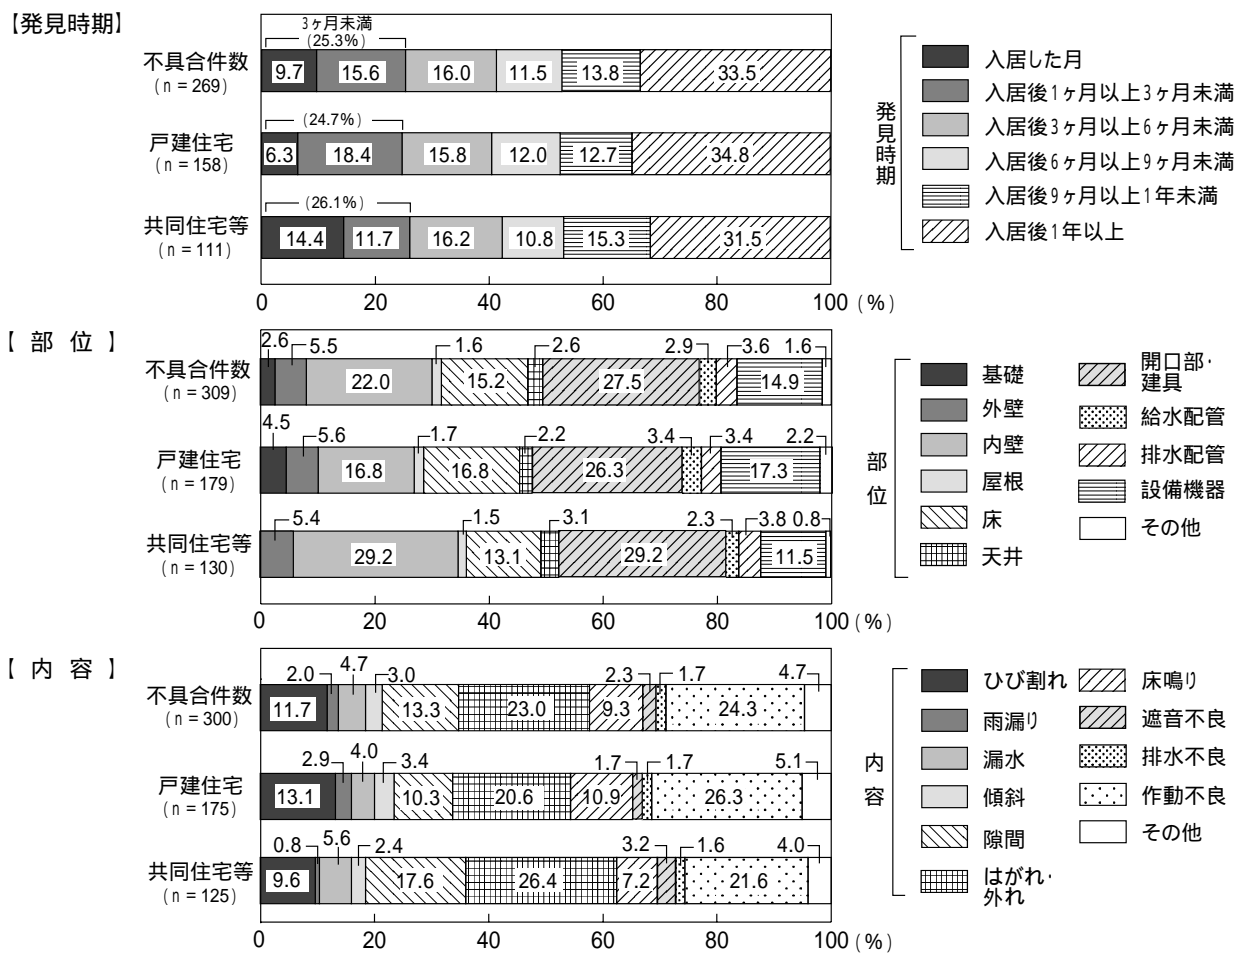 【発見時期】
3ヶ月未満
(25.3%)
不具合件数
(n=269)
9.7 15.6 16.0 11.5 13.8 33.5
(24.7%)
戸建住宅
(n=158)
6.3 18.4 15.8 12.0 12.7 34.8
(26.1%)
共同住宅等
(n=111)
14.4 11.7 16.2 10.8 15.3 31.5
0 20 40 60 80 100 (%)
発見時期
入居した月
入居後1ヶ月以上3ヶ月未満
入居後3ヶ月以上6ヶ月未満
入居後6ヶ月以上9ヶ月未満
入居後9ヶ月以上1年未満
入居後1年以上
【部位】
2.6 5.5 1.6 2.6 2.9 3.6 1.6
不具合件数
(n=309)
22.0 15.2 27.5 14.9
4.5 5.6 1.7 2.2 3.4 3.4 2.2
戸建住宅
(n=179)
16.8 16.8 26.3 17.3
5.4 1.5 3.1 2.3 3.8 0.8
共同住宅等
(n=130)
29.2 13.1 29.2 11.5
0 20 40 60 80 100 (%)
部位
基礎
外壁
内壁
屋根
床
天井
開口部・
建具
給水配管
排水配管
設備機器
その他
【内容】
2.0 4.7 3.0 2.3 1.7 4.7
不具合件数
(n=300)
11.7 13.3 23.0 9.3 24.3
2.9 4.0 3.4 1.7 1.7 5.1
戸建住宅
(n=175)
13.1 10.3 20.6 10.9 26.3
0.8 5.6 2.4 3.2 1.6 4.0
共同住宅等
(n=125)
9.6 17.6 26.4 7.2 21.6
0 20 40 60 80 100 (%)
内容
ひび割れ
雨漏り
漏水
傾斜
隙間
はがれ・
外れ
床鳴り
遮音不良
排水不良
作動不良
その他